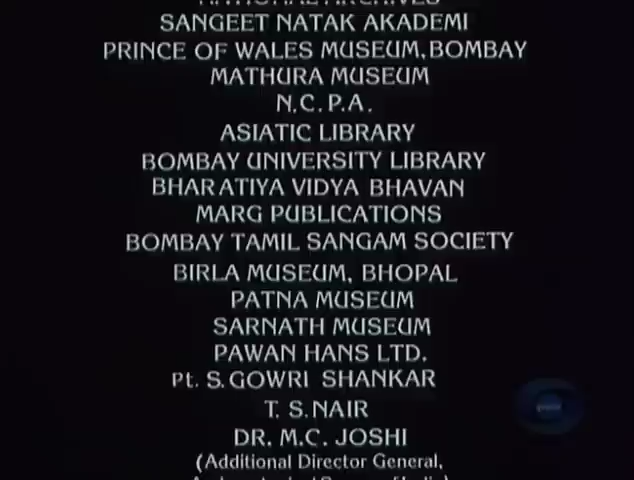 NATIONAL ARCHIVES
SANGEET NATAK AKADEMI
PRINCE OF WALES MUSEUM, BOMBAY
MATHURA MUSEUM
N.C.P.A.
ASIATIC LIBRARY
BOMBAY UNIVERSITY LIBRARY
BHARATIYA VIDYA BHAVAN
MARG PUBLICATIONS
BOMBAY TAMIL SANGAM SOCIETY
BIRLA MUSEUM, BHOPAL
PATNA MUSEUM
SARNATH MUSEUM
PAWAN HANS LTD.
Pt. S. GOWRI SHANKAR
T. S. NAIR
DR. M.C. JOSHI
(Additional Director General,